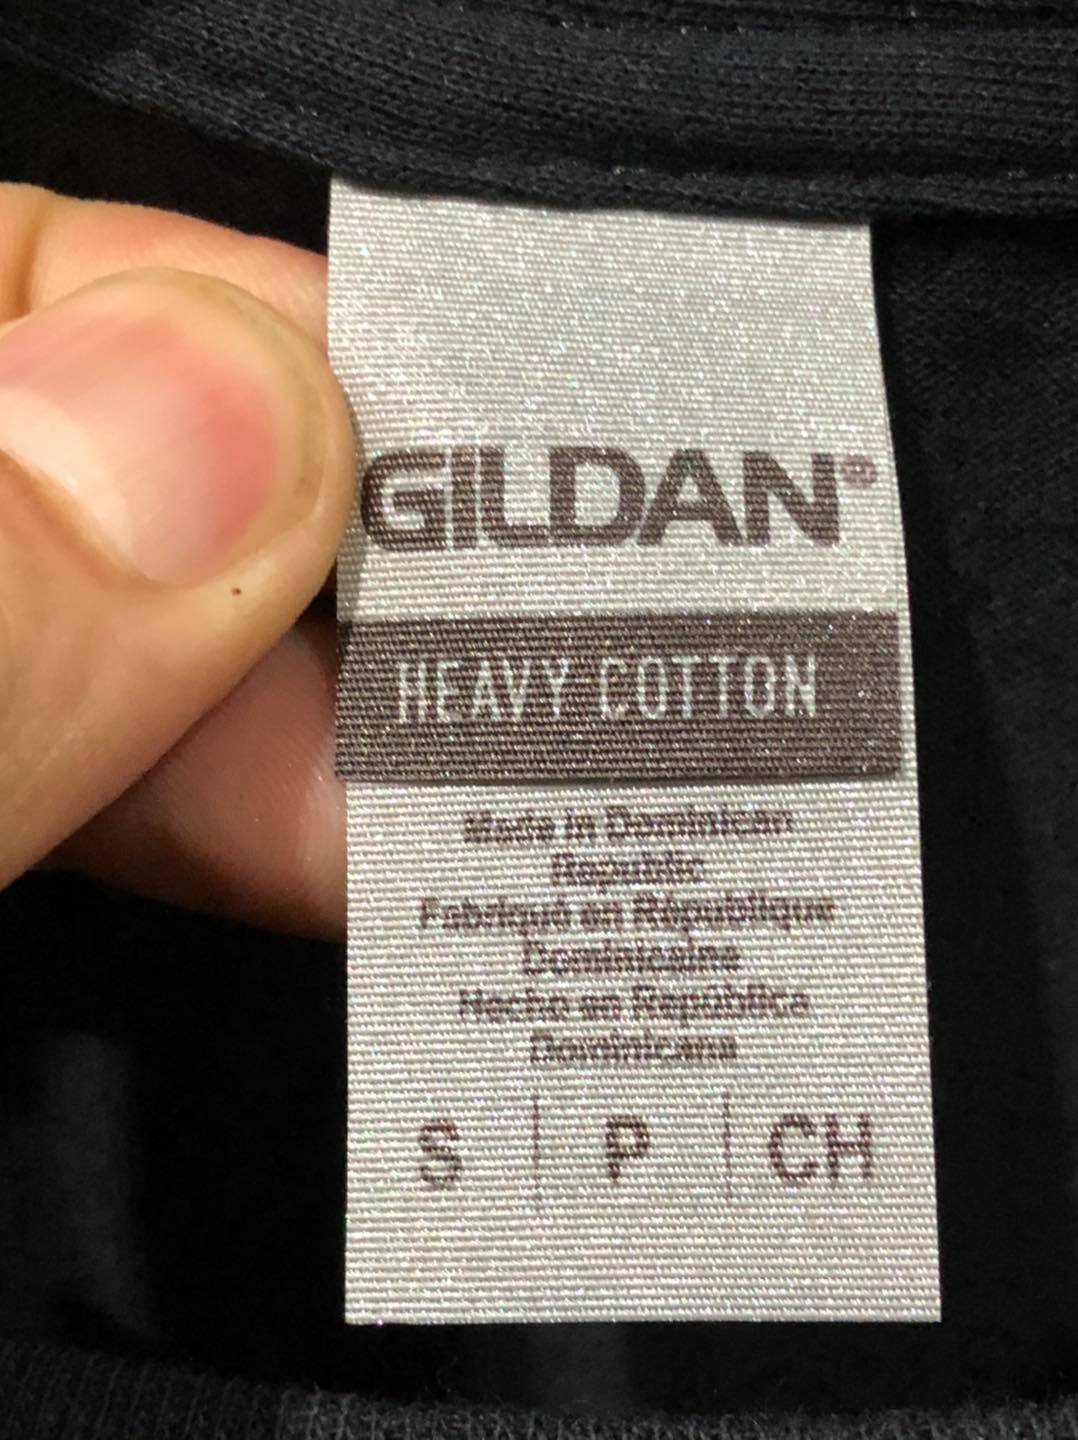 GILDAN®
HEAVY COTTON
Made in Dominican
Republic
Fabriqué en République
Dominicaine
Hecho en República
Dominicana
S | P | CH